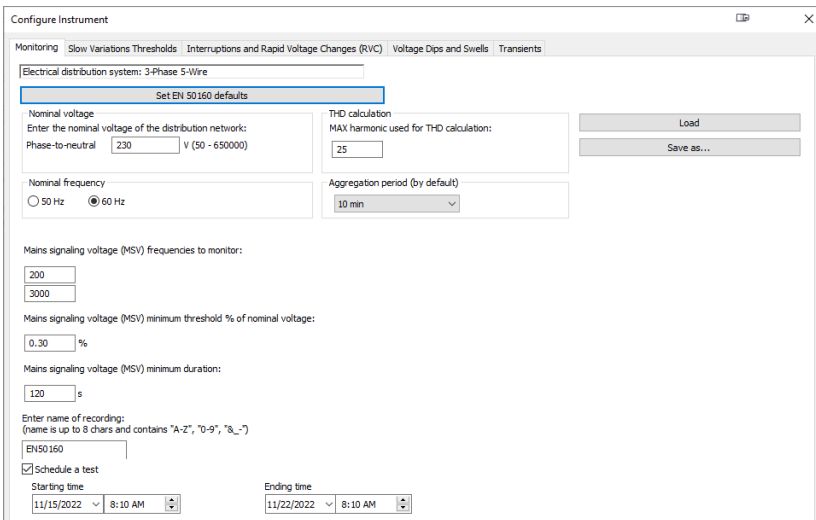 Configure Instrument
Monitoring Slow Variations Thresholds Interruptions and Rapid Voltage Changes (RVC) Voltage Dips and Swells Transients
Electrical distribution system: 3-Phase 5-Wire
Set EN 50160 defaults
Nominal voltage
Enter the nominal voltage of the distribution network:
Phase-to-neutral 230 V (50 - 650000)
THD calculation
MAX harmonic used for THD calculation:
25
Load
Save as...
Nominal frequency
50 Hz 60 Hz
Aggregation period (by default)
10 min
Mains signaling voltage (MSV) frequencies to monitor:
200
3000
Mains signaling voltage (MSV) minimum threshold % of nominal voltage:
0.30 %
Mains signaling voltage (MSV) minimum duration:
120 s
Enter name of recording:
(name is up to 8 chars and contains "A-Z", "0-9", "&_-")
EN50160
Schedule a test
Starting time Ending time
11/15/2022 8:10 AM 11/22/2022 8:10 AM